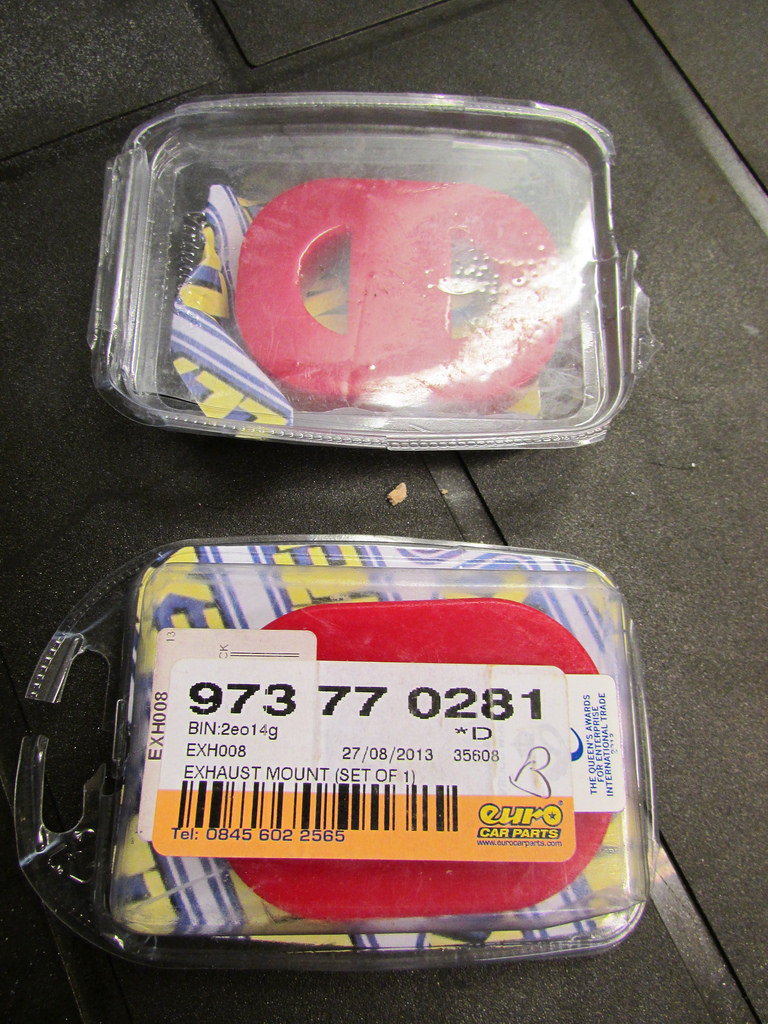 973 77 0281
BIN:2eo14g
*D
EXH008
27/08/2013
35608
EXHAUST MOUNT (SET OF 1)
B
Tel: 0845 602 2565
euro
CAR PARTS
www.eurocarparts.com
EXH008
13
CK
THE QUEEN'S AWARDS
FOR ENTERPRISE
INTERNATIONAL TRADE